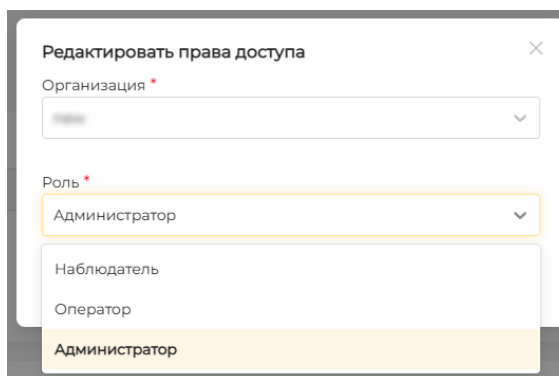 Редактировать права доступа
Организация *
Роль *
Администратор
Наблюдатель
Оператор
Администратор